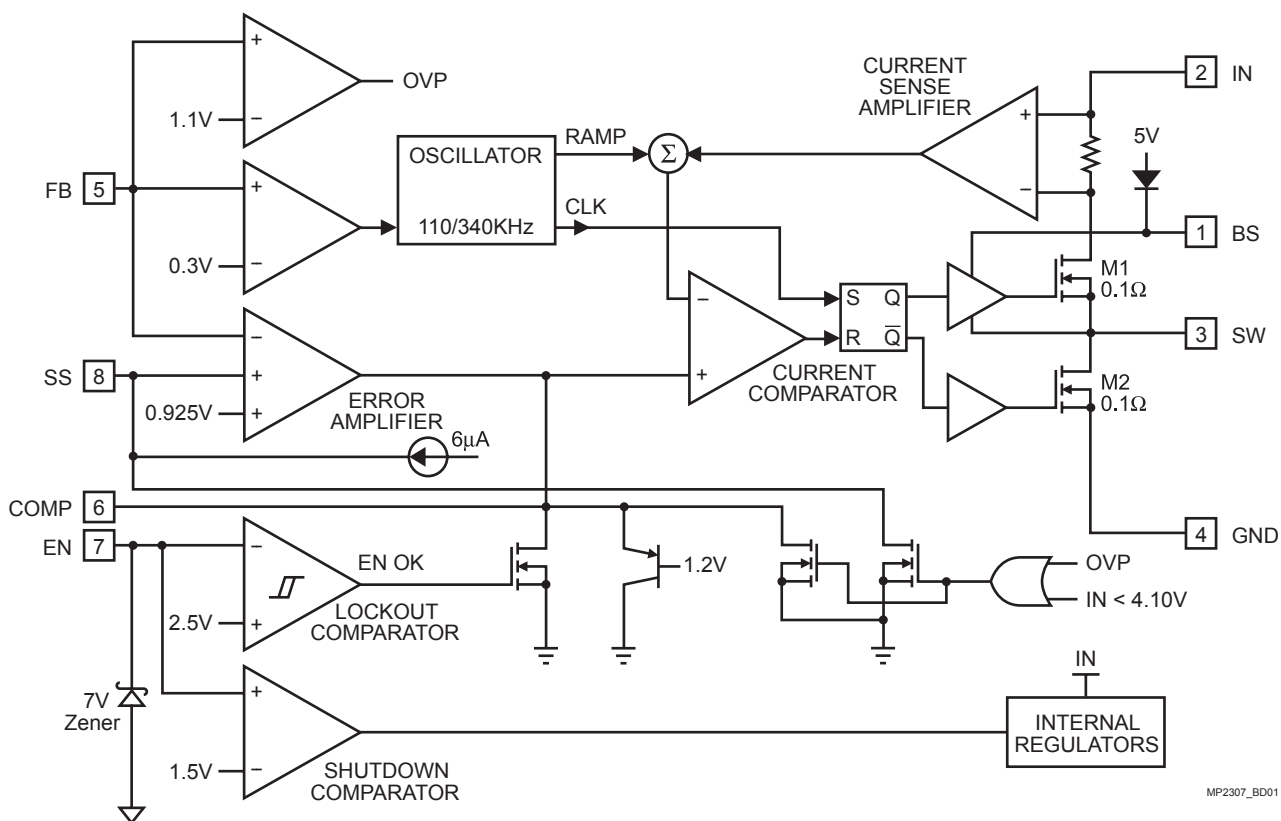 +
OVP
1.1V
−
CURRENT
SENSE
AMPLIFIER
2 IN
+
−
5V
OSCILLATOR
110/340KHz
RAMP
Σ
CLK
FB 5
+
0.3V
−
1 BS
M1
0.1Ω
S Q
R Q̅
−
+
CURRENT
COMPARATOR
3 SW
−
SS 8
+
0.925V
+
ERROR
AMPLIFIER
M2
0.1Ω
6µA
COMP 6
EN 7
4 GND
−
EN OK
2.5V
+
LOCKOUT
COMPARATOR
1.2V
OVP
IN < 4.10V
7V
Zener
+
1.5V
−
SHUTDOWN
COMPARATOR
IN
INTERNAL
REGULATORS
MP2307_BD01